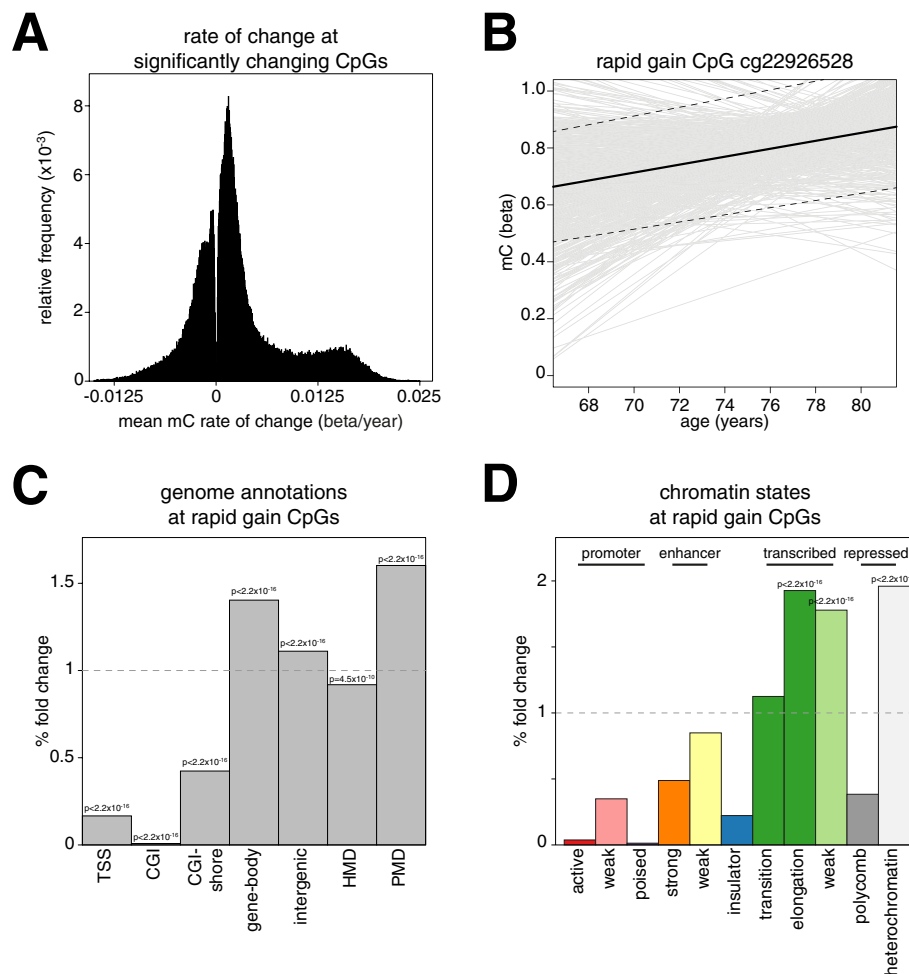 A
rate of change at
significantly changing CpGs
relative frequency (x10-3)
8
6
4
2
0
-0.0125
0
0.0125
0.025
mean mC rate of change (beta/year)
B
rapid gain CpG cg22926528
mC (beta)
1.0
0.8
0.6
0.4
0.2
0
68
70
72
74
76
78
80
age (years)
C
genome annotations
at rapid gain CpGs
% fold change
1.5
1
0.5
0
p<2.2x10-16
p<2.2x10-16
p<2.2x10-16
p<2.2x10-16
p<2.2x10-16
p=4.5x10-10
p<2.2x10-16
TSS
CGI
CGI-
shore
gene-body
intergenic
HMD
PMD
D
chromatin states
at rapid gain CpGs
promoter
enhancer
transcribed
repressed
% fold change
2
1
0
p<2.2x10-16
p<2.2x10-16
p<2.2x10
active
weak
poised
strong
weak
insulator
transition
elongation
weak
polycomb
heterochromatin